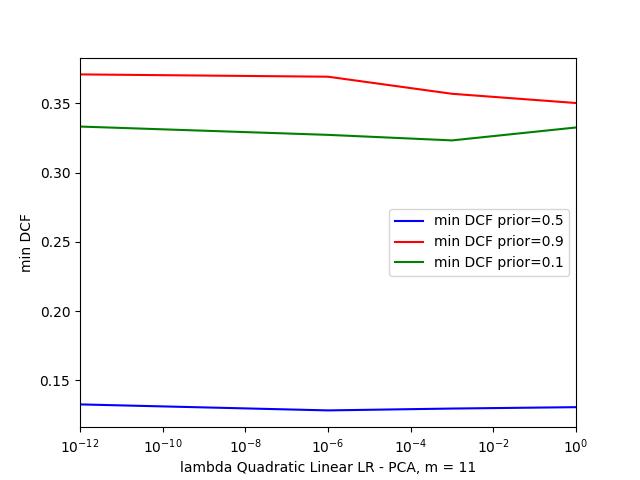 0.35
0.30
0.25
0.20
0.15
min DCF
min DCF prior=0.5
min DCF prior=0.9
min DCF prior=0.1
10⁻¹² 10⁻¹⁰ 10⁻⁸ 10⁻⁶ 10⁻⁴ 10⁻² 10⁰
lambda Quadratic Linear LR - PCA, m = 11